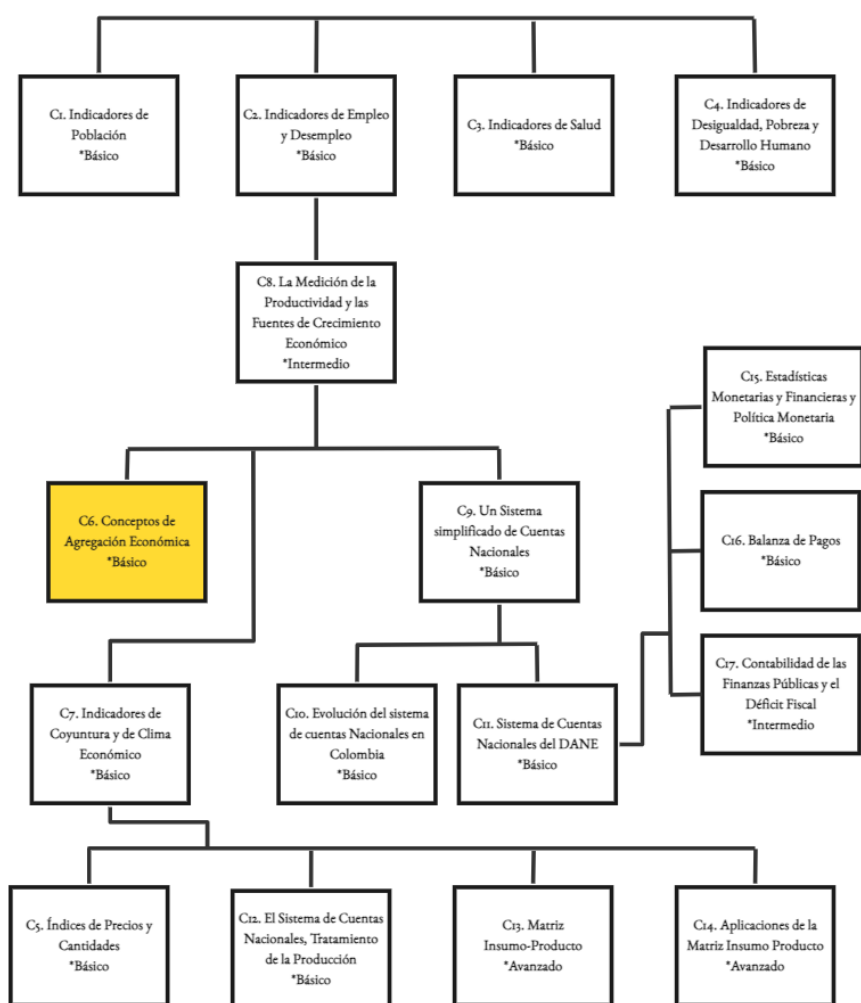 C1. Indicadores de
Población
*Básico
C2. Indicadores de Empleo
y Desempleo
*Básico
C3. Indicadores de Salud
*Básico
C4. Indicadores de
Desigualdad, Pobreza y
Desarrollo Humano
*Básico
C8. La Medición de la
Productividad y las
Fuentes de Crecimiento
Económico
*Intermedio
C15. Estadísticas
Monetarias y Financieras y
Política Monetaria
*Básico
C6. Conceptos de
Agregación Económica
*Básico
C9. Un Sistema
simplificado de Cuentas
Nacionales
*Básico
C16. Balanza de Pagos
*Básico
C7. Indicadores de
Coyuntura y de Clima
Económico
*Básico
C10. Evolución del sistema
de cuentas Nacionales en
Colombia
*Básico
C11. Sistema de Cuentas
Nacionales del DANE
*Básico
C17. Contabilidad de las
Finanzas Públicas y el
Déficit Fiscal
*Intermedio
C5. Índices de Precios y
Cantidades
*Básico
C12. El Sistema de Cuentas
Nacionales, Tratamiento
de la Producción
*Básico
C13. Matriz
Insumo-Producto
*Avanzado
C14. Aplicaciones de la
Matriz Insumo Producto
*Avanzado